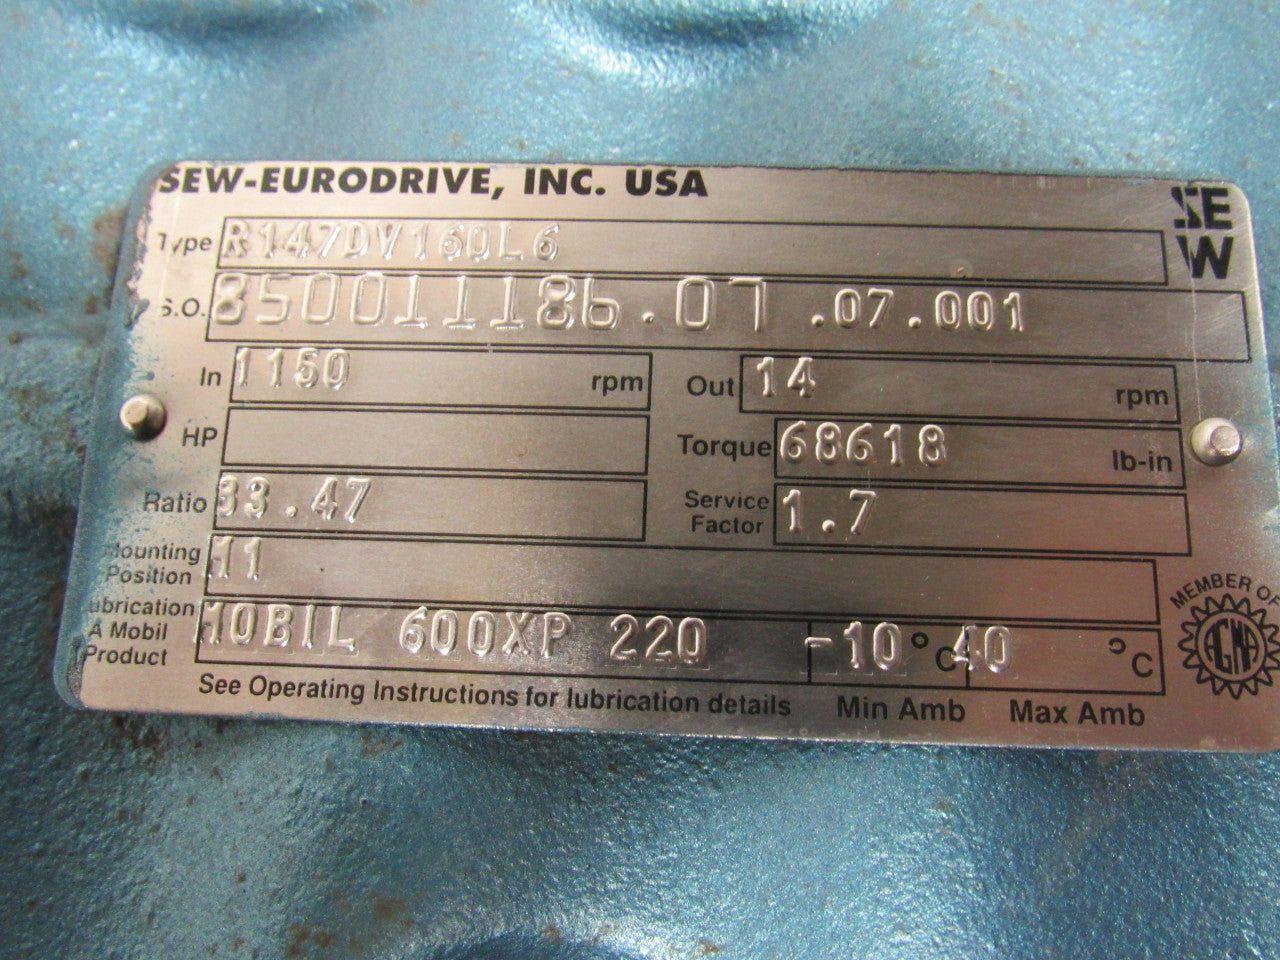 SEW-EURODRIVE, INC. USA
SE
W
Type R147DV160L6
S.O. 850011186.07.07.001
In 1150 rpm Out 14 rpm
HP
Torque 68618 lb-in
Ratio 83.47
Service Factor 1.7
Mounting Position M1
Lubrication MOBIL 600XP 220 -10°C 40 °C
A Mobil
Product
See Operating Instructions for lubrication details Min Amb Max Amb
MEMBER OF
AGMA